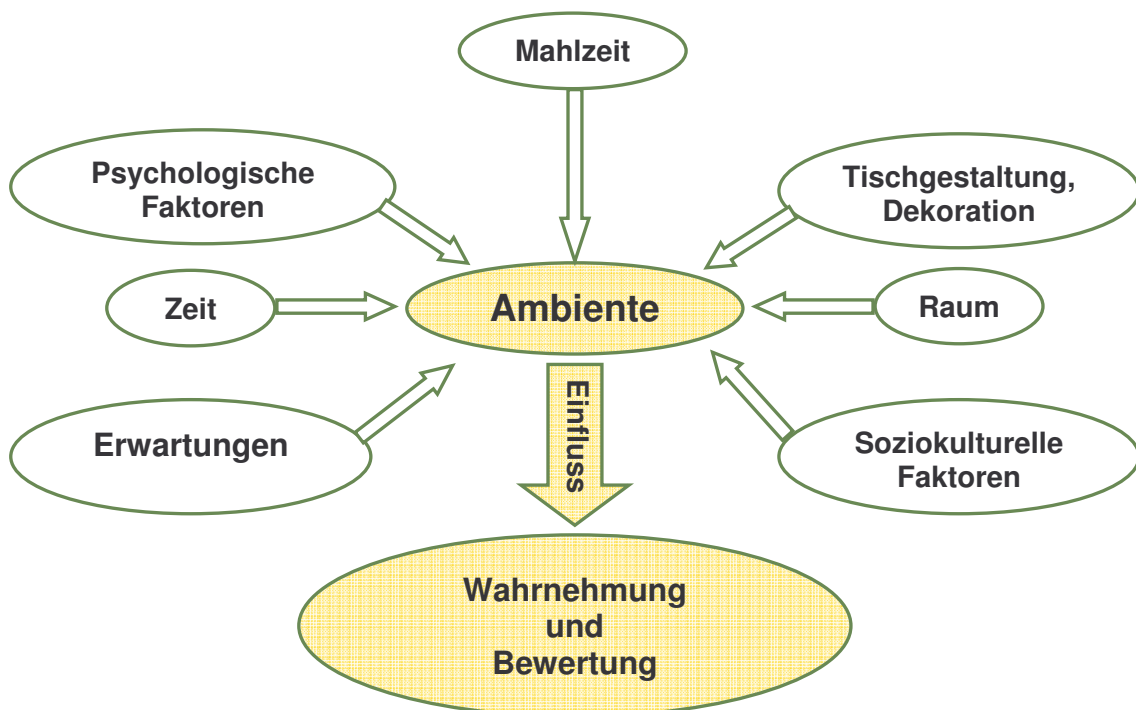 Mahlzeit
Psychologische
Faktoren
Tischgestaltung,
Dekoration
Zeit
Ambiente
Raum
Einfluss
Erwartungen
Soziokulturelle
Faktoren
Wahrnehmung
und
Bewertung